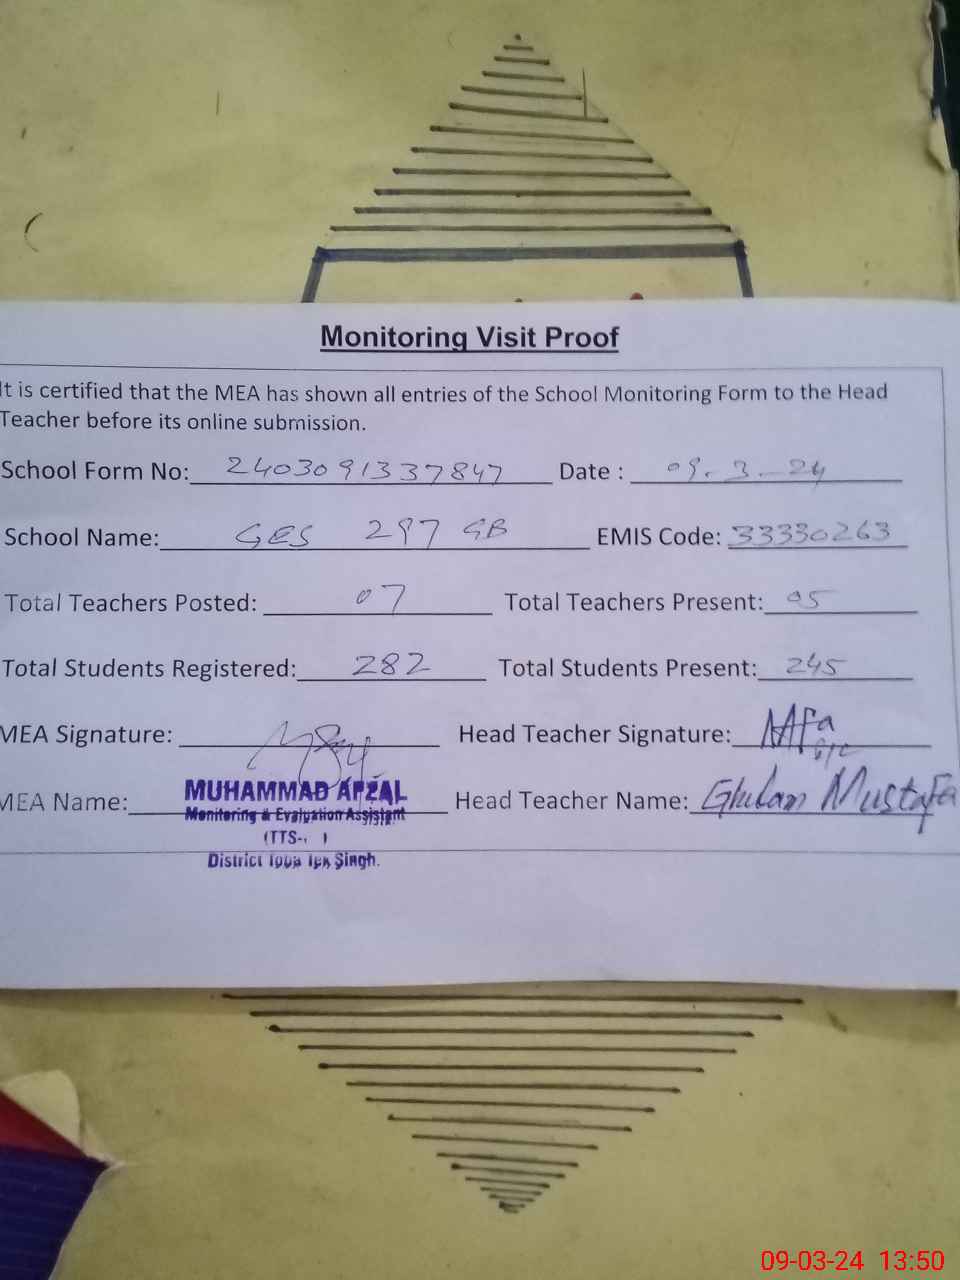 Monitoring Visit Proof
It is certified that the MEA has shown all entries of the School Monitoring Form to the Head
Teacher before its online submission.
School Form No: 2403091337847 Date : 09.3.24
School Name: GES 297 GB EMIS Code: 33330263
Total Teachers Posted: 07 Total Teachers Present: 05
Total Students Registered: 282 Total Students Present: 245
MEA Signature: Head Teacher Signature:
MEA Name: MUHAMMAD AFZAL Head Teacher Name: Ghulam Mustafa
Monitoring & Evaluation Assistant
District Singh.
09-03-24 13:50